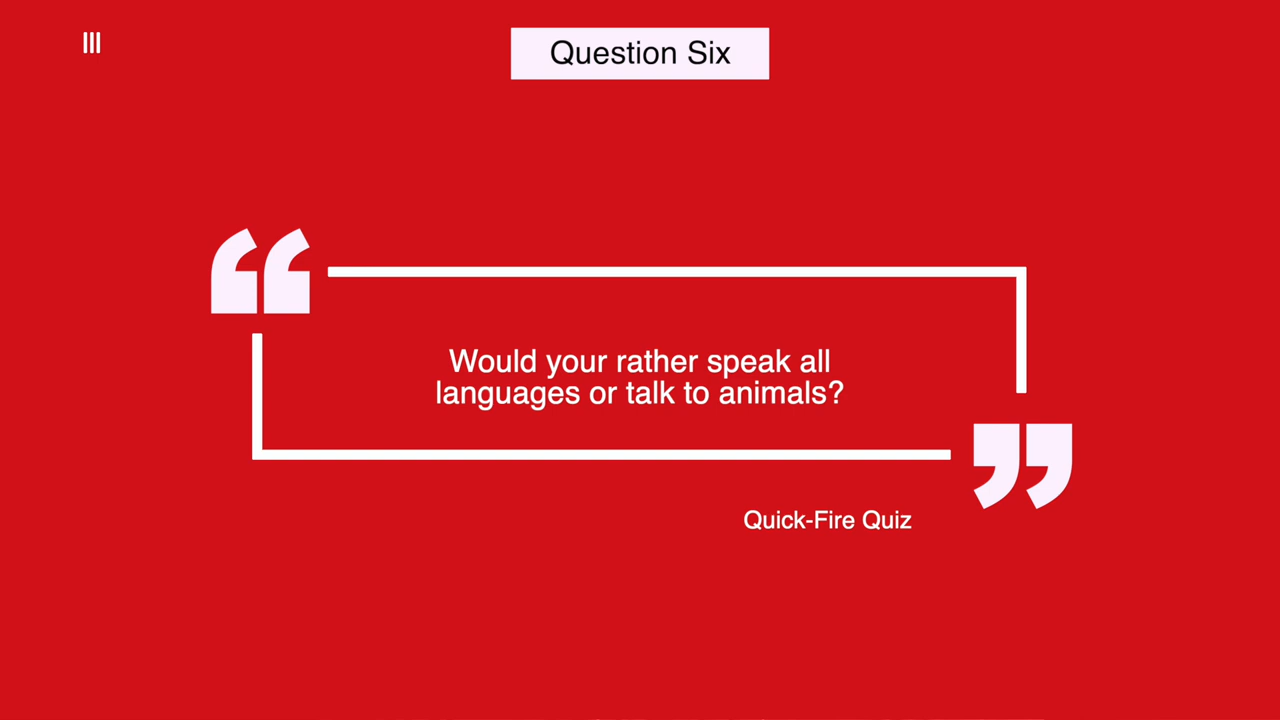 Question Six
Would your rather speak all
languages or talk to animals?
Quick-Fire Quiz